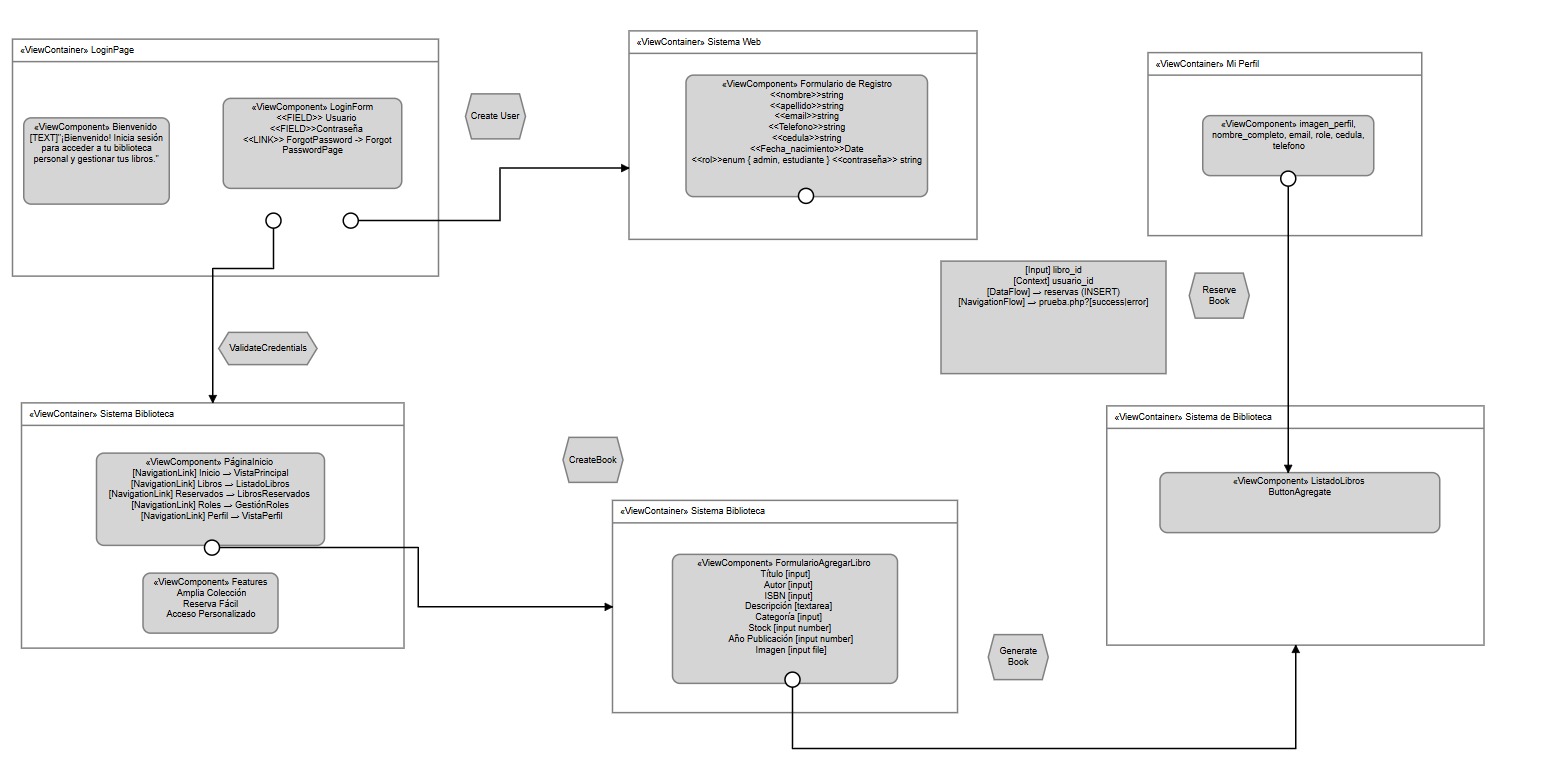 «ViewContainer» LoginPage
«ViewComponent» Bienvenido
[TEXT]"¡Bienvenido! Inicia sesión
para acceder a tu biblioteca
personal y gestionar tus libros."
«ViewComponent» LoginForm
<<FIELD>> Usuario
<<FIELD>>Contraseña
<<LINK>> ForgotPassword -> Forgot
PasswordPage
Create User
«ViewContainer» Sistema Web
«ViewComponent» Formulario de Registro
<<nombre>>string
<<apellido>>string
<<email>>string
<<Telefono>>string
<<cedula>>string
<<Fecha_nacimiento>>Date
<<rol>>enum { admin, estudiante } <<contraseña>> string
«ViewContainer» Mi Perfil
«ViewComponent» imagen_perfil,
nombre_completo, email, role, cedula,
telefono
[Input] libro_id
[Context] usuario_id
[DataFlow] → reservas (INSERT)
[NavigationFlow] → prueba.php?[success|error]
Reserve
Book
ValidateCredentials
«ViewContainer» Sistema Biblioteca
«ViewComponent» PáginaInicio
[NavigationLink] Inicio → VistaPrincipal
[NavigationLink] Libros → ListadoLibros
[NavigationLink] Reservados → LibrosReservados
[NavigationLink] Roles → GestiónRoles
[NavigationLink] Perfil → VistaPerfil
«ViewComponent» Features
Amplia Colección
Reserva Fácil
Acceso Personalizado
CreateBook
«ViewContainer» Sistema Biblioteca
«ViewComponent» FormularioAgregarLibro
Título [input]
Autor [input]
ISBN [input]
Descripción [textarea]
Categoría [input]
Stock [input number]
Año Publicación [input number]
Imagen [input file]
Generate
Book
«ViewContainer» Sistema de Biblioteca
«ViewComponent» ListadoLibros
ButtonAgregate